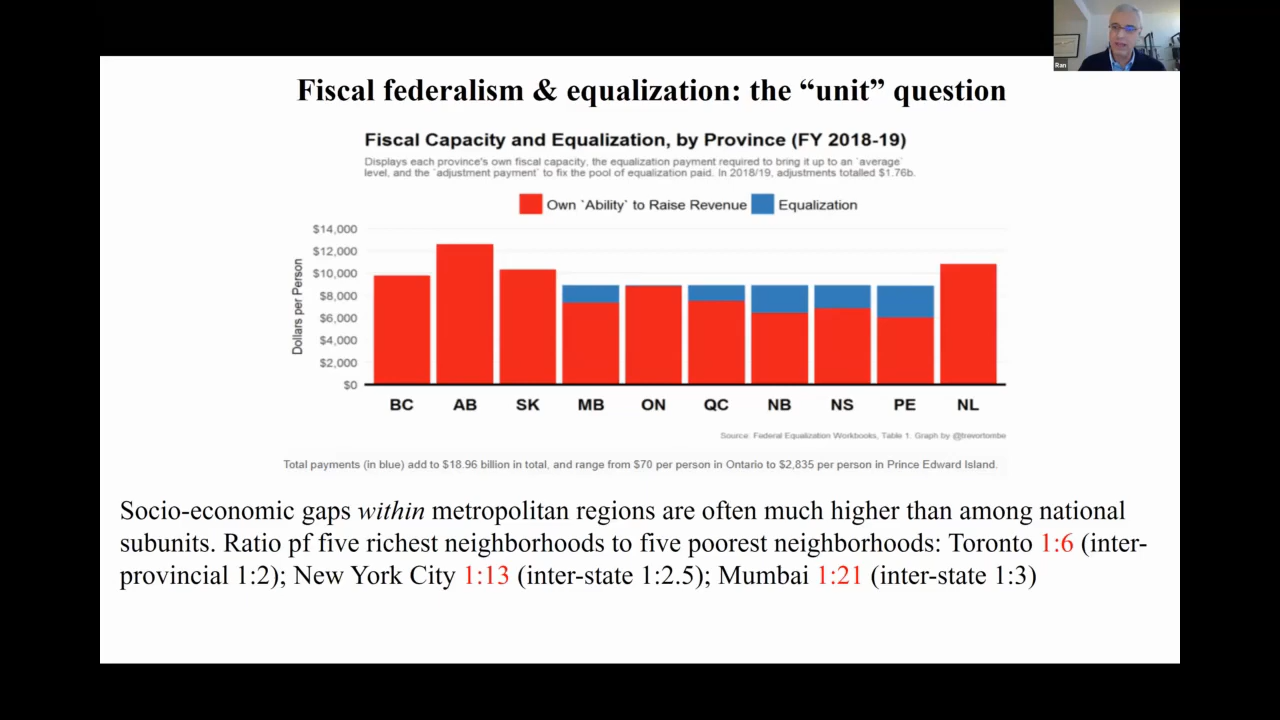 Ran
Fiscal federalism & equalization: the “unit” question
Fiscal Capacity and Equalization, by Province (FY 2018-19)
Displays each province's own fiscal capacity, the equalization payment required to bring it up to an `average`
level, and the `adjustment payment` to fix the pool of equalization paid. In 2018/19, adjustments totalled $1.76b.
Own `Ability` to Raise Revenue Equalization
Dollars per Person
$14,000
$12,000
$10,000
$8,000
$6,000
$4,000
$2,000
$0
BC AB SK MB ON QC NB NS PE NL
Source: Federal Equalization Workbooks, Table 1. Graph by @trevortombe
Total payments (in blue) add to $18.96 billion in total, and range from $70 per person in Ontario to $2,835 per person in Prince Edward Island.
Socio-economic gaps within metropolitan regions are often much higher than among national
subunits. Ratio pf five richest neighborhoods to five poorest neighborhoods: Toronto 1:6 (inter-
provincial 1:2); New York City 1:13 (inter-state 1:2.5); Mumbai 1:21 (inter-state 1:3)